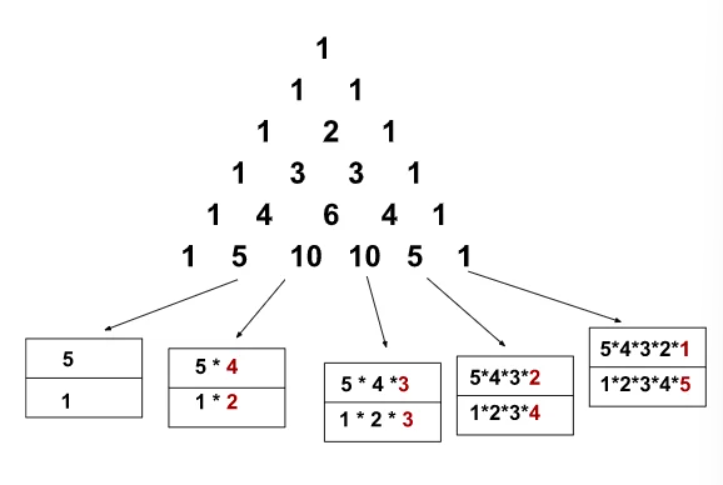 1
1 1
1 2 1
1 3 3 1
1 4 6 4 1
1 5 10 10 5 1
5
1
5 * 4
1 * 2
5 * 4 *3
1 * 2 * 3
5*4*3*2
1*2*3*4
5*4*3*2*1
1*2*3*4*5